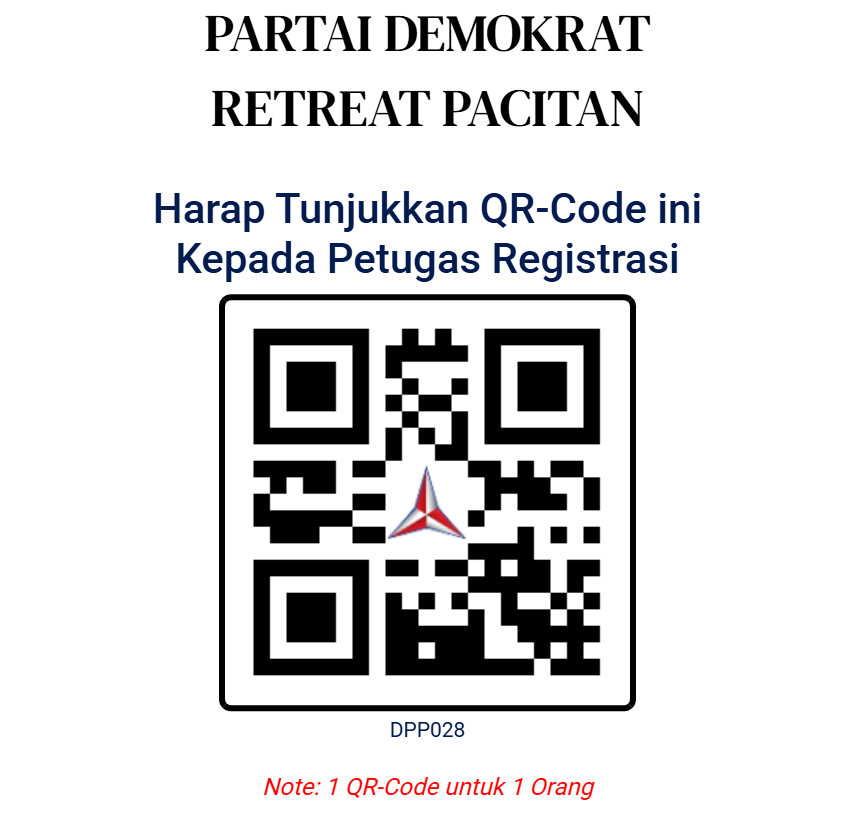 PARTAI DEMOKRAT
RETREAT PACITAN
Harap Tunjukkan QR-Code ini
Kepada Petugas Registrasi
DPP028
Note: 1 QR-Code untuk 1 Orang